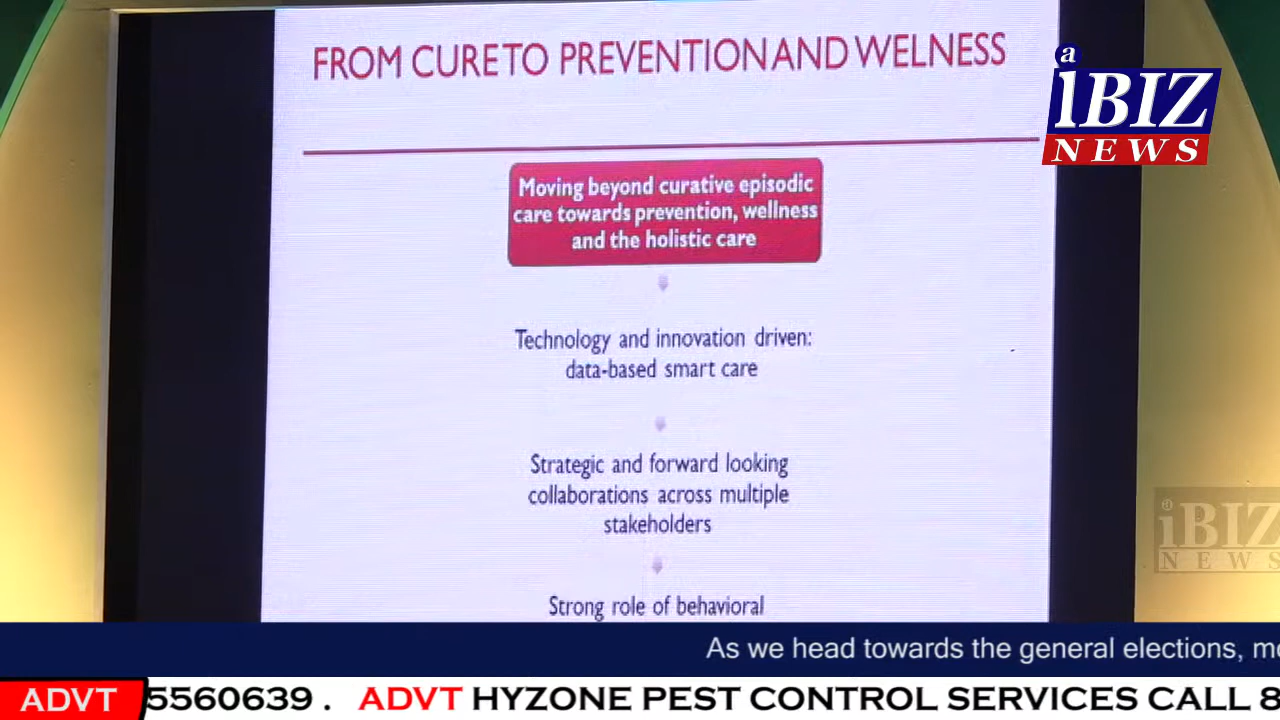 FROM CURE TO PREVENTION AND WELNESS
a
iBIZ
NEWS
Moving beyond curative episodic
care towards prevention, wellness
and the holistic care
Technology and innovation driven:
data-based smart care
Strategic and forward looking
collaborations across multiple
stakeholders
Strong role of behavioral
a
iBIZ
NEWS
As we head towards the general elections,
ADVT 5560639 . ADVT HYZONE PEST CONTROL SERVICES CALL 8